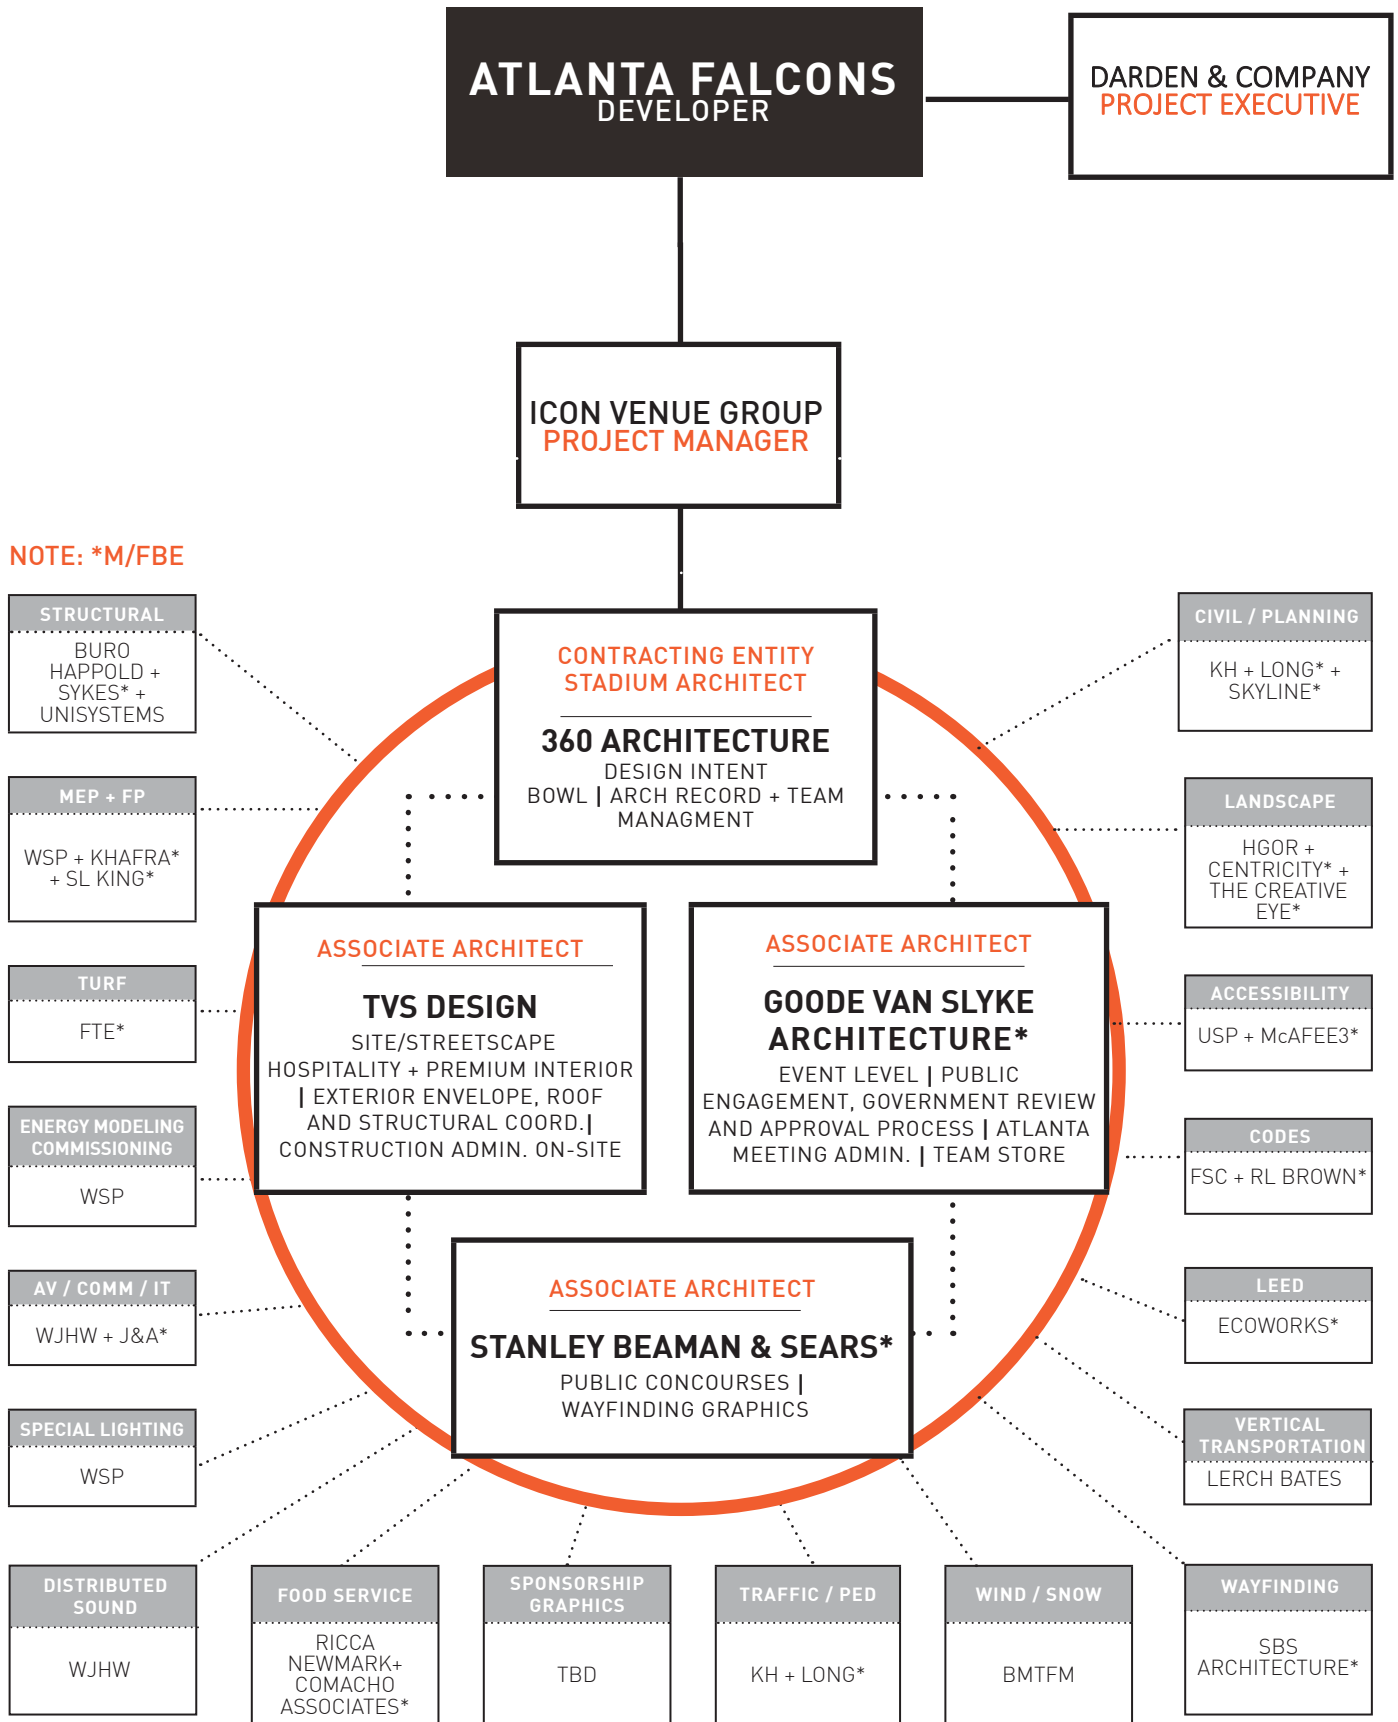 ATLANTA FALCONS
DEVELOPER
DARDEN & COMPANY
PROJECT EXECUTIVE
ICON VENUE GROUP
PROJECT MANAGER
NOTE: *M/FBE
CONTRACTING ENTITY
STADIUM ARCHITECT
360 ARCHITECTURE
DESIGN INTENT
BOWL | ARCH RECORD + TEAM
MANAGMENT
ASSOCIATE ARCHITECT
TVS DESIGN
SITE/STREETSCAPE
HOSPITALITY + PREMIUM INTERIOR
| EXTERIOR ENVELOPE, ROOF
AND STRUCTURAL COORD.|
CONSTRUCTION ADMIN. ON-SITE
ASSOCIATE ARCHITECT
GOODE VAN SLYKE
ARCHITECTURE*
EVENT LEVEL | PUBLIC
ENGAGEMENT, GOVERNMENT REVIEW
AND APPROVAL PROCESS | ATLANTA
MEETING ADMIN. | TEAM STORE
ASSOCIATE ARCHITECT
STANLEY BEAMAN & SEARS*
PUBLIC CONCOURSES |
WAYFINDING GRAPHICS
STRUCTURAL
BURO
HAPPOLD +
SYKES* +
UNISYSTEMS
MEP + FP
WSP + KHAFRA*
+ SL KING*
TURF
FTE*
ENERGY MODELING
COMMISSIONING
WSP
AV / COMM / IT
WJHW + J&A*
SPECIAL LIGHTING
WSP
DISTRIBUTED
SOUND
WJHW
FOOD SERVICE
RICCA
NEWMARK+
COMACHO
ASSOCIATES*
SPONSORSHIP
GRAPHICS
TBD
TRAFFIC / PED
KH + LONG*
WIND / SNOW
BMTFM
WAYFINDING
SBS
ARCHITECTURE*
VERTICAL
TRANSPORTATION
LERCH BATES
LEED
ECOWORKS*
CODES
FSC + RL BROWN*
ACCESSIBILITY
USP + McAFEE3*
LANDSCAPE
HGOR +
CENTRICITY* +
THE CREATIVE
EYE*
CIVIL / PLANNING
KH + LONG* +
SKYLINE*